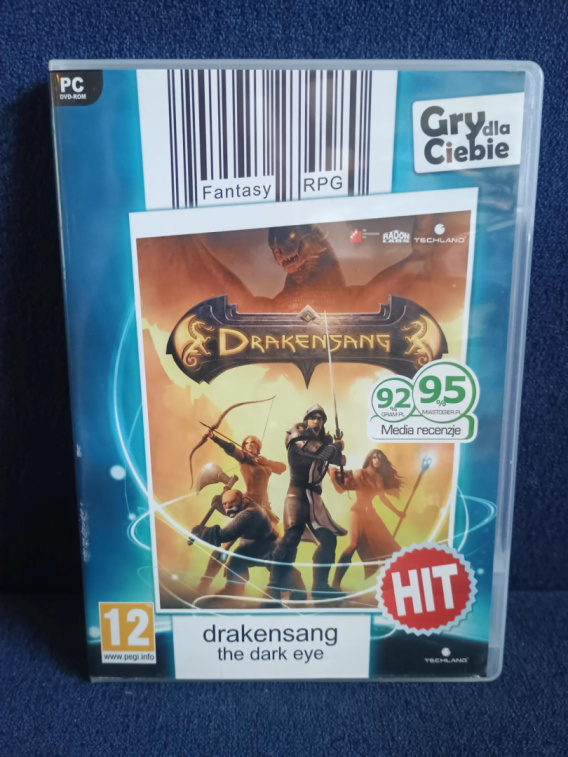 PC
DVD-ROM
Gry dla
Ciebie
Fantasy RPG
RADON
LABS
TECHLAND
DRAKENSANG
92
%
GRAM.PL
95
%
MIASTOGIER.PL
Media recenzje
HIT
12
www.pegi.info
drakensang
the dark eye
TECHLAND